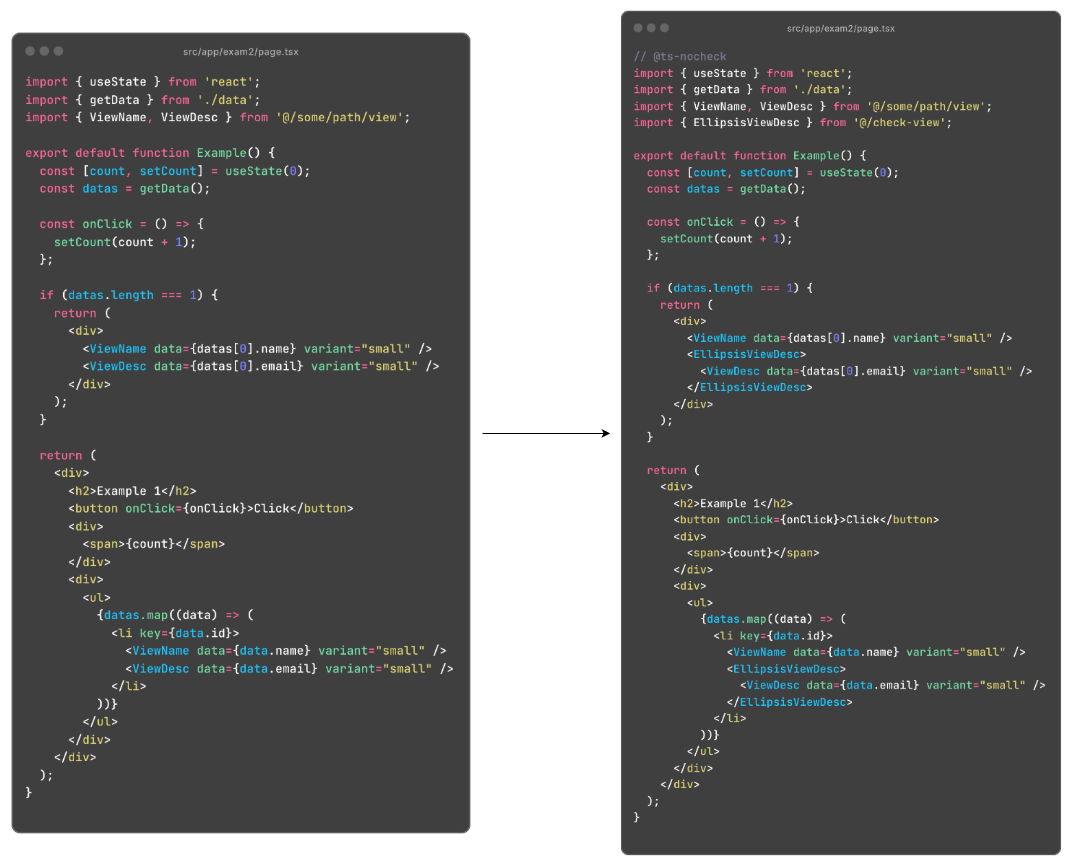 src/app/exam2/page.tsx
import { useState } from 'react';
import { getData } from './data';
import { ViewName, ViewDesc } from '@/some/path/view';
export default function Example() {
  const [count, setCount] = useState(0);
  const datas = getData();
  const onClick = () => {
    setCount(count + 1);
  };
  if (datas.length === 1) {
    return (
      <div>
        <ViewName data={datas[0].name} variant="small" />
        <ViewDesc data={datas[0].email} variant="small" />
      </div>
    );
  }
  return (
    <div>
      <h2>Example 1</h2>
      <button onClick={onClick}>Click</button>
      <div>
        <span>{count}</span>
      </div>
      <div>
        <ul>
          {datas.map((data) => (
            <li key={data.id}>
              <ViewName data={data.name} variant="small" />
              <ViewDesc data={data.email} variant="small" />
            </li>
          ))}
        </ul>
      </div>
    </div>
  );
}
src/app/exam2/page.tsx
// @ts-nocheck
import { useState } from 'react';
import { getData } from './data';
import { ViewName, ViewDesc } from '@/some/path/view';
import { EllipsisViewDesc } from '@/check-view';
export default function Example() {
  const [count, setCount] = useState(0);
  const datas = getData();
  const onClick = () => {
    setCount(count + 1);
  };
  if (datas.length === 1) {
    return (
      <div>
        <ViewName data={datas[0].name} variant="small" />
        <EllipsisViewDesc>
          <ViewDesc data={datas[0].email} variant="small" />
        </EllipsisViewDesc>
      </div>
    );
  }
  return (
    <div>
      <h2>Example 1</h2>
      <button onClick={onClick}>Click</button>
      <div>
        <span>{count}</span>
      </div>
      <div>
        <ul>
          {datas.map((data) => (
            <li key={data.id}>
              <ViewName data={data.name} variant="small" />
              <EllipsisViewDesc>
                <ViewDesc data={data.email} variant="small" />
              </EllipsisViewDesc>
            </li>
          ))}
        </ul>
      </div>
    </div>
  );
}